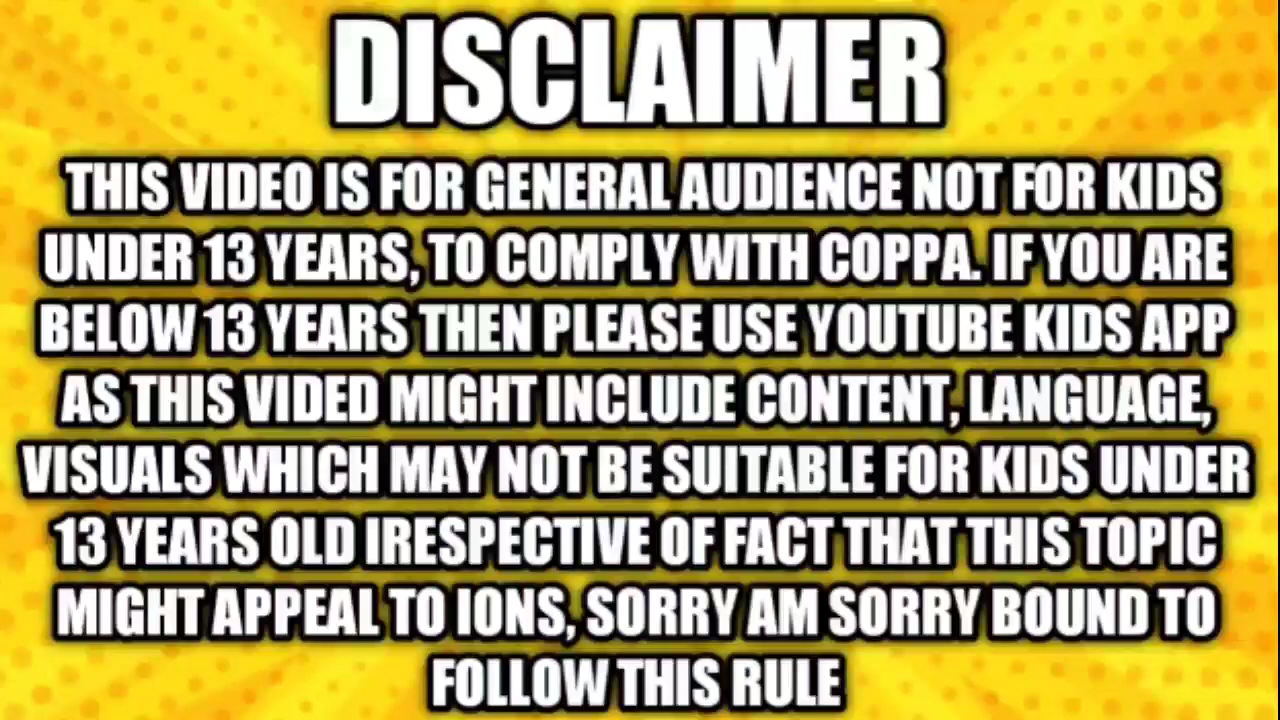 DISCLAIMER
THIS VIDEO IS FOR GENERAL AUDIENCE NOT FOR KIDS
UNDER 13 YEARS, TO COMPLY WITH COPPA. IF YOU ARE
BELOW 13 YEARS THEN PLEASE USE YOUTUBE KIDS APP
AS THIS VIDED MIGHT INCLUDE CONTENT, LANGUAGE,
VISUALS WHICH MAY NOT BE SUITABLE FOR KIDS UNDER
13 YEARS OLD IRESPECTIVE OF FACT THAT THIS TOPIC
MIGHT APPEAL TO IONS, SORRY AM SORRY BOUND TO
FOLLOW THIS RULE